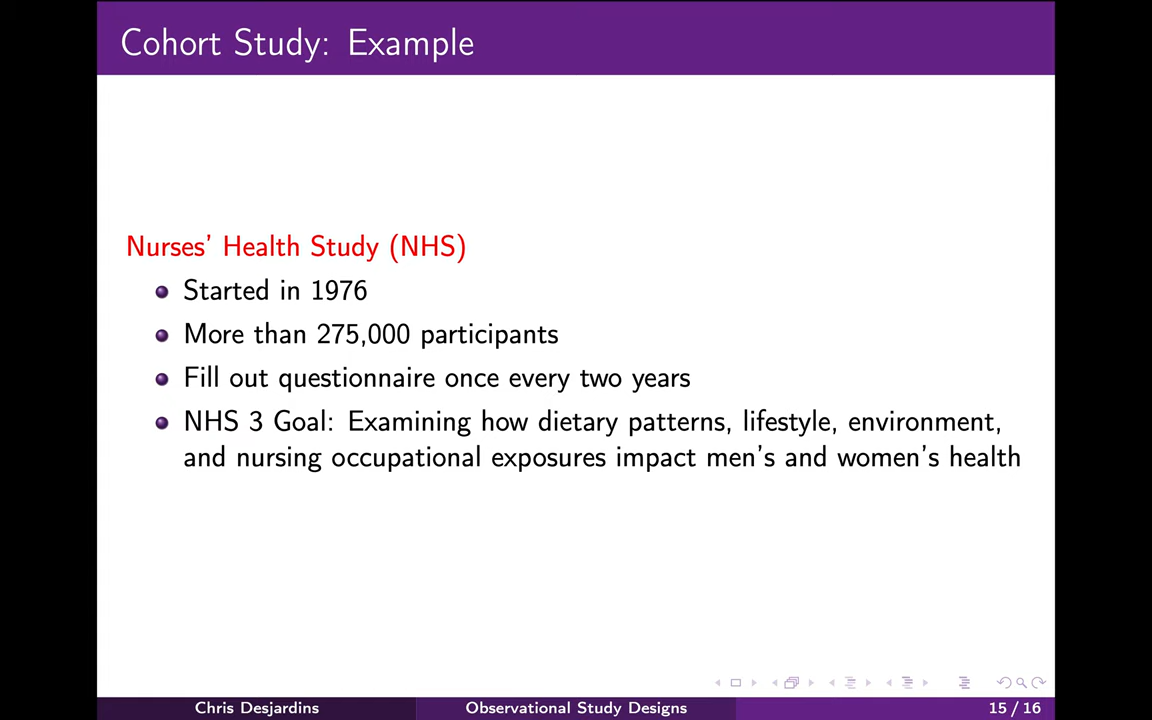 Cohort Study: Example
Nurses' Health Study (NHS)
Started in 1976
More than 275,000 participants
Fill out questionnaire once every two years
NHS 3 Goal: Examining how dietary patterns, lifestyle, environment,
and nursing occupational exposures impact men's and women's health
Chris Desjardins
Observational Study Designs
15 / 16